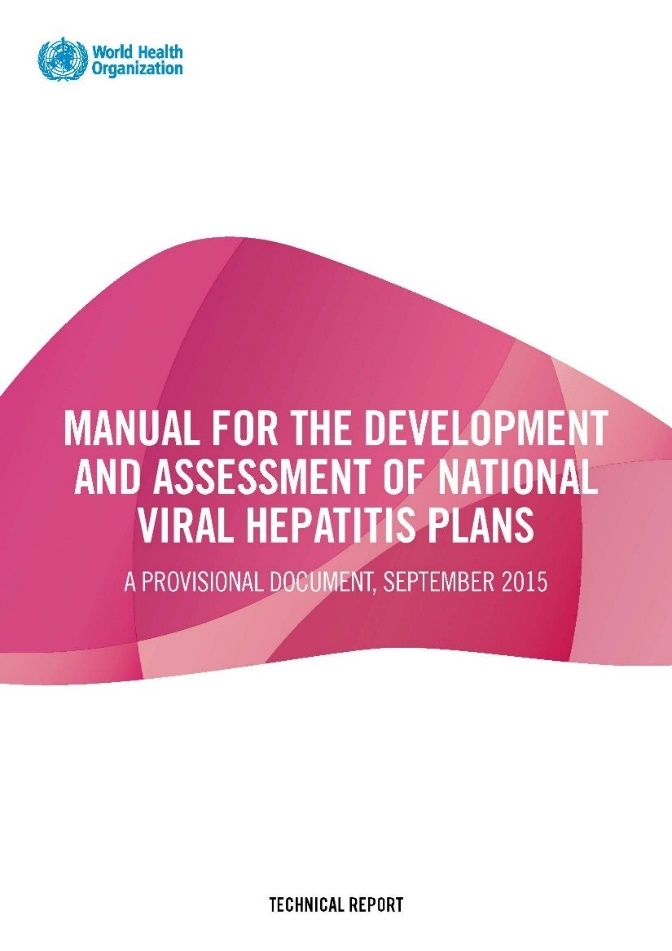 World Health
Organization
MANUAL FOR THE DEVELOPMENT
AND ASSESSMENT OF NATIONAL
VIRAL HEPATITIS PLANS
A PROVISIONAL DOCUMENT, SEPTEMBER 2015
TECHNICAL REPORT